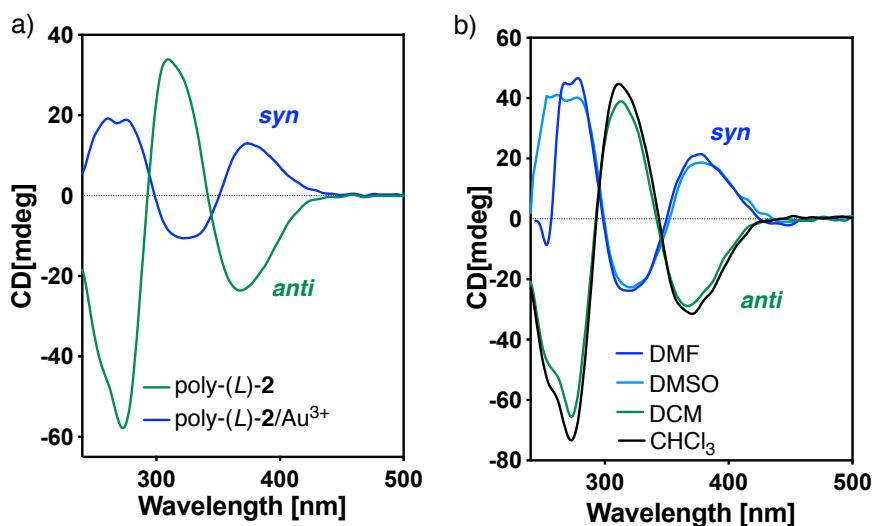 a)
CD[mdeg]
40
20
0
-20
-40
-60
syn
anti
poly-(L)-2
poly-(L)-2/Au³⁺
300
400
500
Wavelength [nm]
b)
CD[mdeg]
60
40
20
0
-20
-40
-60
-80
syn
anti
DMF
DMSO
DCM
CHCl₃
300
400
500
Wavelength [nm]